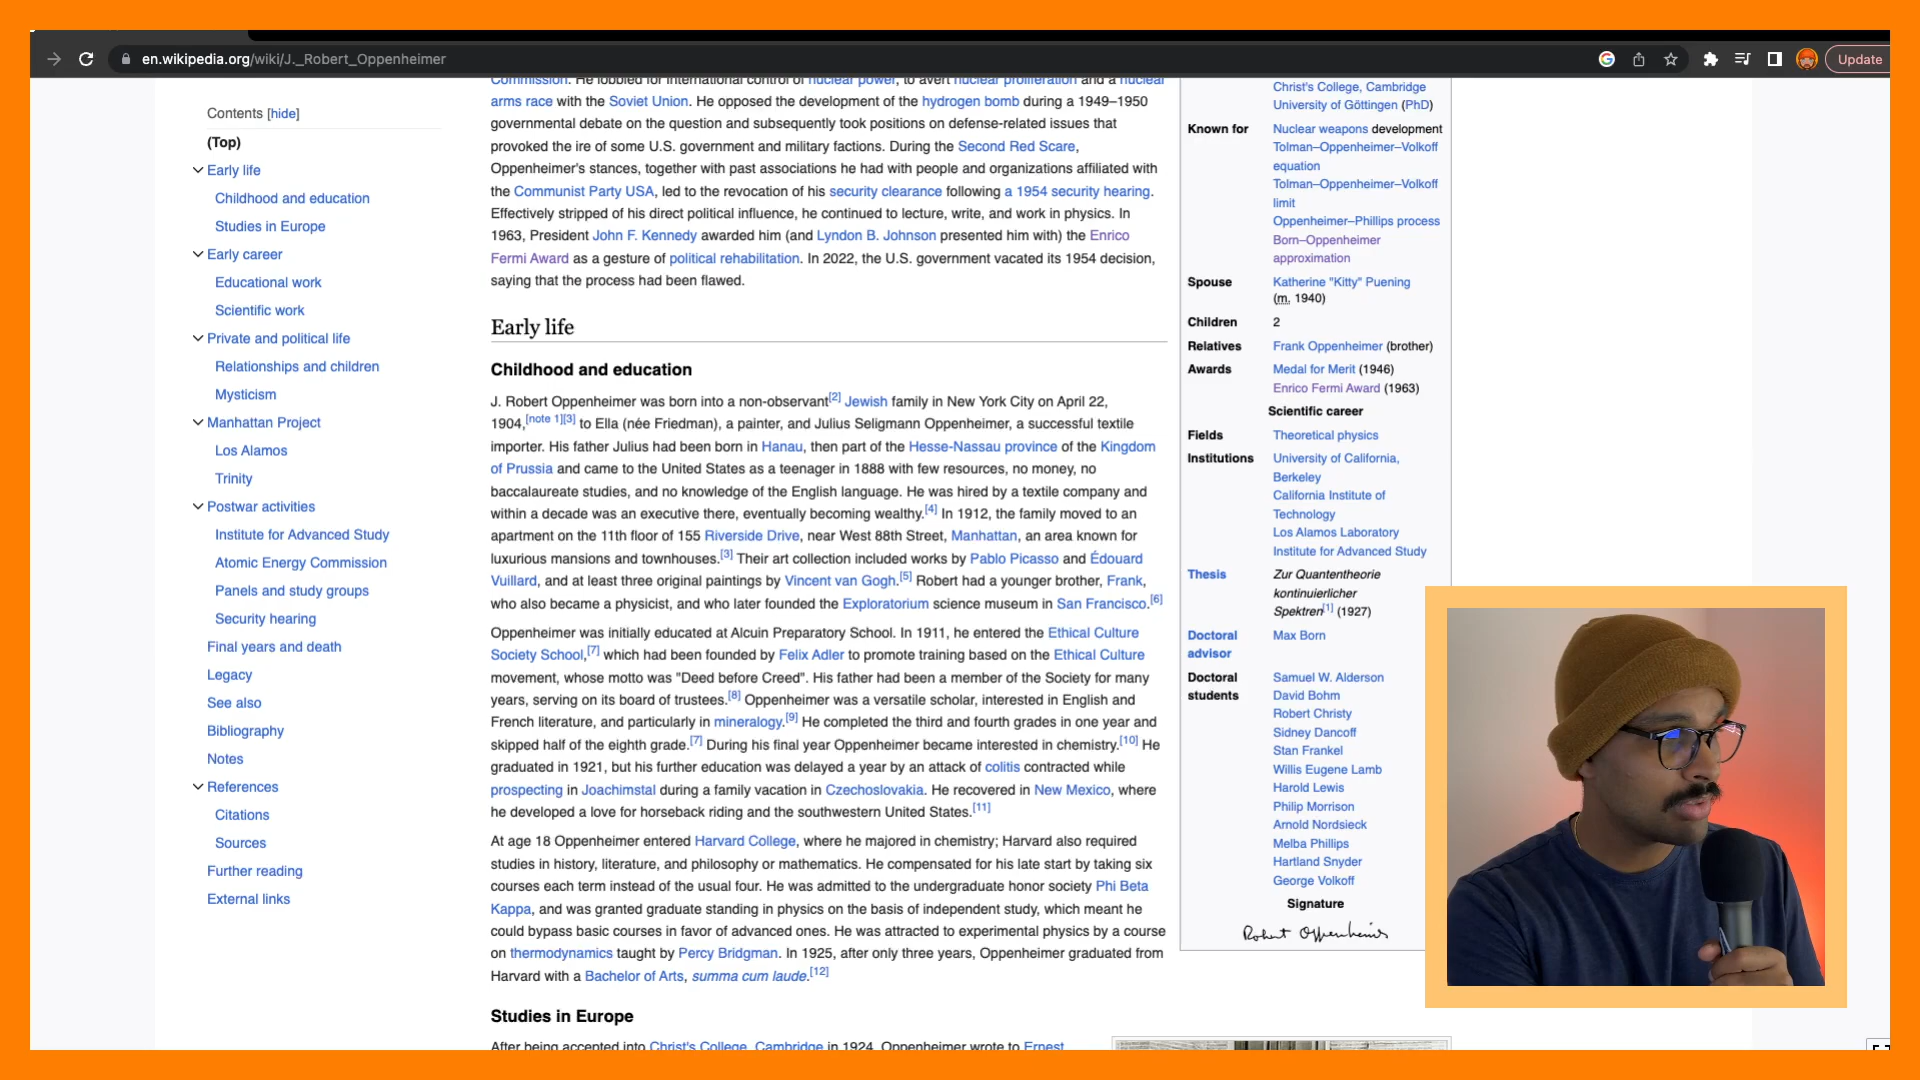 en.wikipedia.org/wiki/J._Robert_Oppenheimer
Update
Contents [hide]
(Top)
Early life
Childhood and education
Studies in Europe
Early career
Educational work
Scientific work
Private and political life
Relationships and children
Mysticism
Manhattan Project
Los Alamos
Trinity
Postwar activities
Institute for Advanced Study
Atomic Energy Commission
Panels and study groups
Security hearing
Final years and death
Legacy
See also
Bibliography
Notes
References
Citations
Sources
Further reading
External links
Commission. He lobbied for international control of nuclear power, to avert nuclear proliferation and a nuclear
arms race with the Soviet Union. He opposed the development of the hydrogen bomb during a 1949–1950
governmental debate on the question and subsequently took positions on defense-related issues that
provoked the ire of some U.S. government and military factions. During the Second Red Scare,
Oppenheimer's stances, together with past associations he had with people and organizations affiliated with
the Communist Party USA, led to the revocation of his security clearance following a 1954 security hearing.
Effectively stripped of his direct political influence, he continued to lecture, write, and work in physics. In
1963, President John F. Kennedy awarded him (and Lyndon B. Johnson presented him with) the Enrico
Fermi Award as a gesture of political rehabilitation. In 2022, the U.S. government vacated its 1954 decision,
saying that the process had been flawed.
Early life
Childhood and education
J. Robert Oppenheimer was born into a non-observant[2] Jewish family in New York City on April 22,
1904,[note 1][3] to Ella (née Friedman), a painter, and Julius Seligmann Oppenheimer, a successful textile
importer. His father Julius had been born in Hanau, then part of the Hesse-Nassau province of the Kingdom
of Prussia and came to the United States as a teenager in 1888 with few resources, no money, no
baccalaureate studies, and no knowledge of the English language. He was hired by a textile company and
within a decade was an executive there, eventually becoming wealthy.[4] In 1912, the family moved to an
apartment on the 11th floor of 155 Riverside Drive, near West 88th Street, Manhattan, an area known for
luxurious mansions and townhouses.[3] Their art collection included works by Pablo Picasso and Édouard
Vuillard, and at least three original paintings by Vincent van Gogh.[5] Robert had a younger brother, Frank,
who also became a physicist, and who later founded the Exploratorium science museum in San Francisco.[6]
Oppenheimer was initially educated at Alcuin Preparatory School. In 1911, he entered the Ethical Culture
Society School,[7] which had been founded by Felix Adler to promote training based on the Ethical Culture
movement, whose motto was "Deed before Creed". His father had been a member of the Society for many
years, serving on its board of trustees.[8] Oppenheimer was a versatile scholar, interested in English and
French literature, and particularly in mineralogy.[9] He completed the third and fourth grades in one year and
skipped half of the eighth grade.[7] During his final year Oppenheimer became interested in chemistry.[10] He
graduated in 1921, but his further education was delayed a year by an attack of colitis contracted while
prospecting in Joachimstal during a family vacation in Czechoslovakia. He recovered in New Mexico, where
he developed a love for horseback riding and the southwestern United States.[11]
At age 18 Oppenheimer entered Harvard College, where he majored in chemistry; Harvard also required
studies in history, literature, and philosophy or mathematics. He compensated for his late start by taking six
courses each term instead of the usual four. He was admitted to the undergraduate honor society Phi Beta
Kappa, and was granted graduate standing in physics on the basis of independent study, which meant he
could bypass basic courses in favor of advanced ones. He was attracted to experimental physics by a course
on thermodynamics taught by Percy Bridgman. In 1925, after only three years, Oppenheimer graduated from
Harvard with a Bachelor of Arts, summa cum laude.[12]
Studies in Europe
After being accepted into Christ's College, Cambridge in 1924, Oppenheimer wrote to Ernest
Christ's College, Cambridge
University of Göttingen (PhD)
Known for Nuclear weapons development
Tolman–Oppenheimer–Volkoff
equation
Tolman–Oppenheimer–Volkoff
limit
Oppenheimer–Phillips process
Born–Oppenheimer
approximation
Spouse Katherine "Kitty" Puening
(m. 1940)
Children 2
Relatives Frank Oppenheimer (brother)
Awards Medal for Merit (1946)
Enrico Fermi Award (1963)
Scientific career
Fields Theoretical physics
Institutions University of California,
Berkeley
California Institute of
Technology
Los Alamos Laboratory
Institute for Advanced Study
Thesis Zur Quantentheorie
kontinuierlicher
Spektren[1] (1927)
Doctoral Max Born
advisor
Doctoral Samuel W. Alderson
students David Bohm
Robert Christy
Sidney Dancoff
Stan Frankel
Willis Eugene Lamb
Harold Lewis
Philip Morrison
Arnold Nordsieck
Melba Phillips
Hartland Snyder
George Volkoff
Signature
Robert Oppenheimer